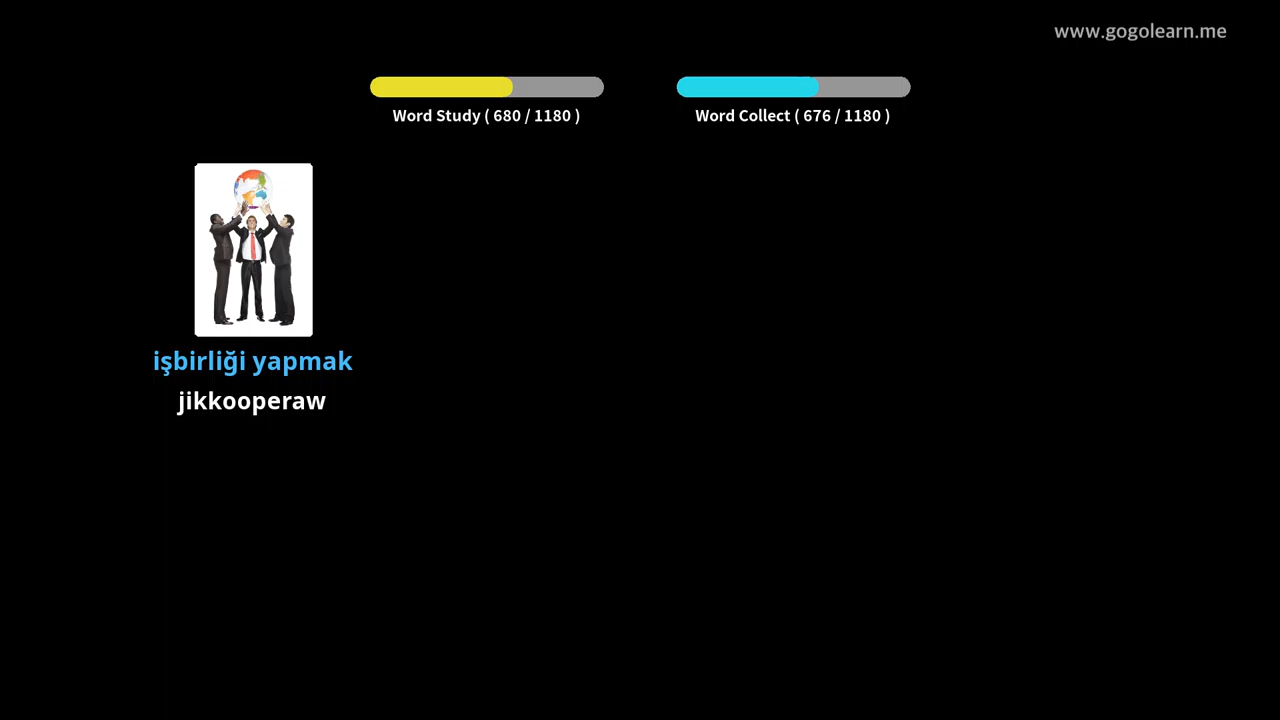 www.gogolearn.me
Word Study ( 680 / 1180 )
Word Collect ( 676 / 1180 )
işbirliği yapmak
jikkooperaw